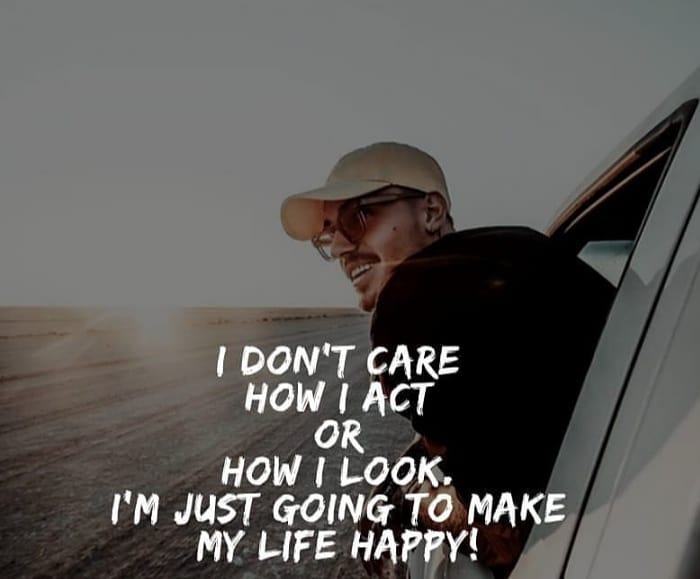 I DON'T CARE
HOW I ACT
OR
HOW I LOOK.
I'M JUST GOING TO MAKE
MY LIFE HAPPY!